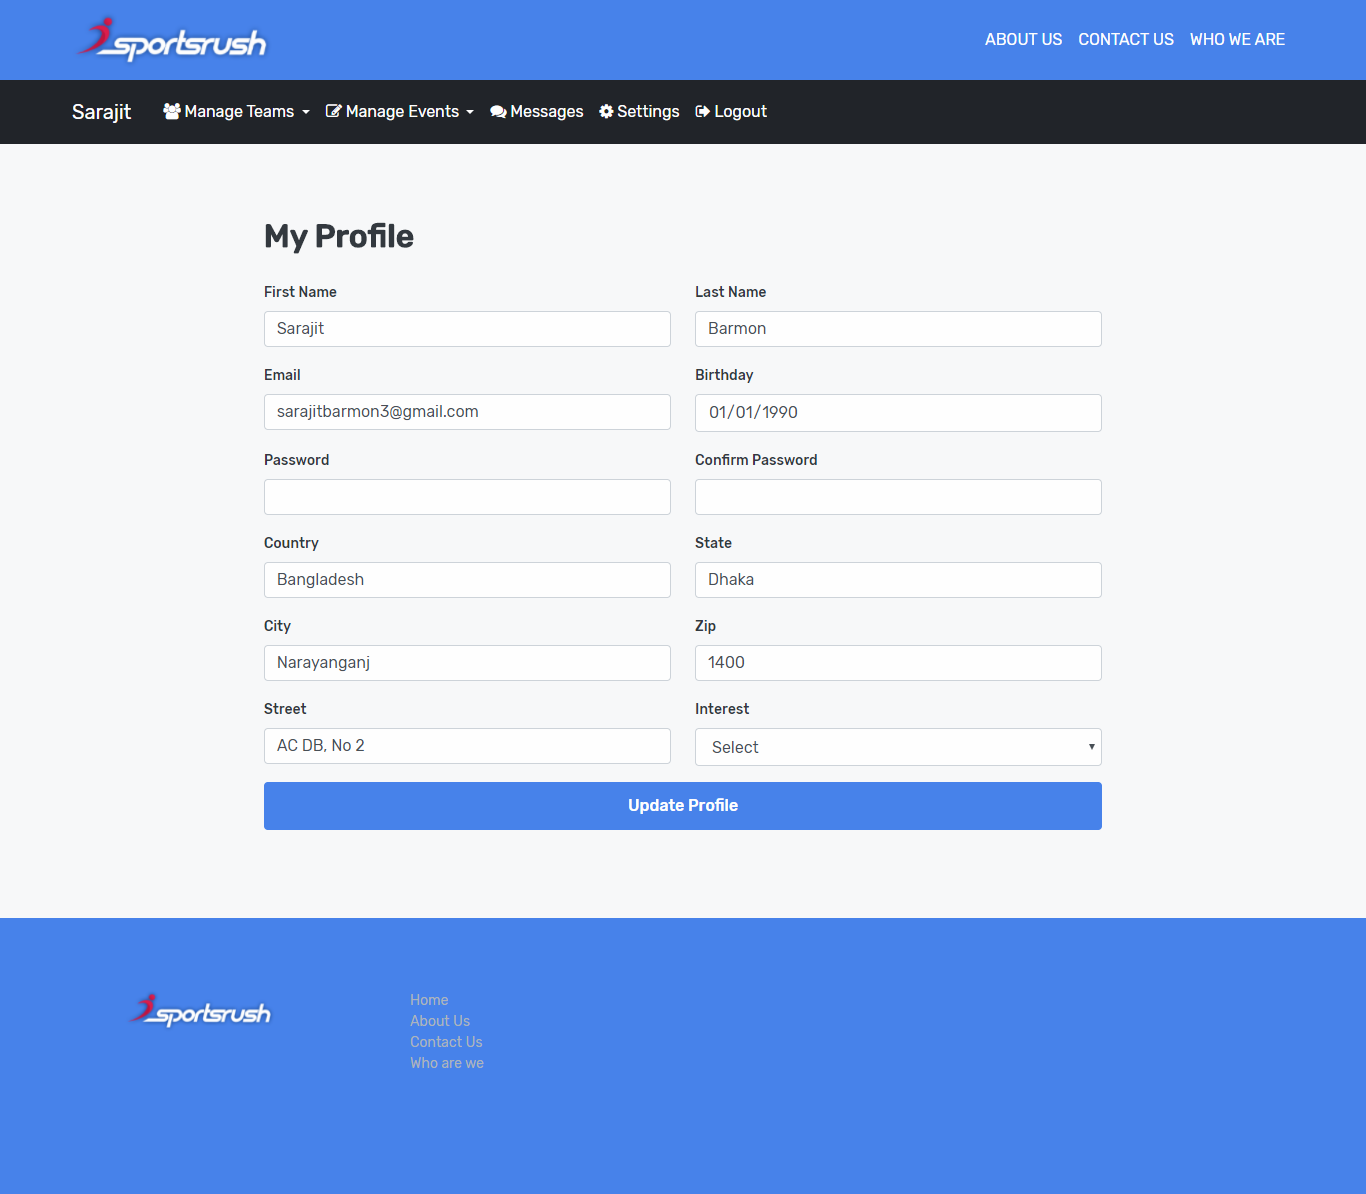 sportsrush
ABOUT US CONTACT US WHO WE ARE
Sarajit Manage Teams Manage Events Messages Settings Logout
My Profile
First Name Last Name
Sarajit Barmon
Email Birthday
sarajitbarmon3@gmail.com 01/01/1990
Password Confirm Password
Country State
Bangladesh Dhaka
City Zip
Narayanganj 1400
Street Interest
AC DB, No 2 Select
Update Profile
sportsrush
Home
About Us
Contact Us
Who are we